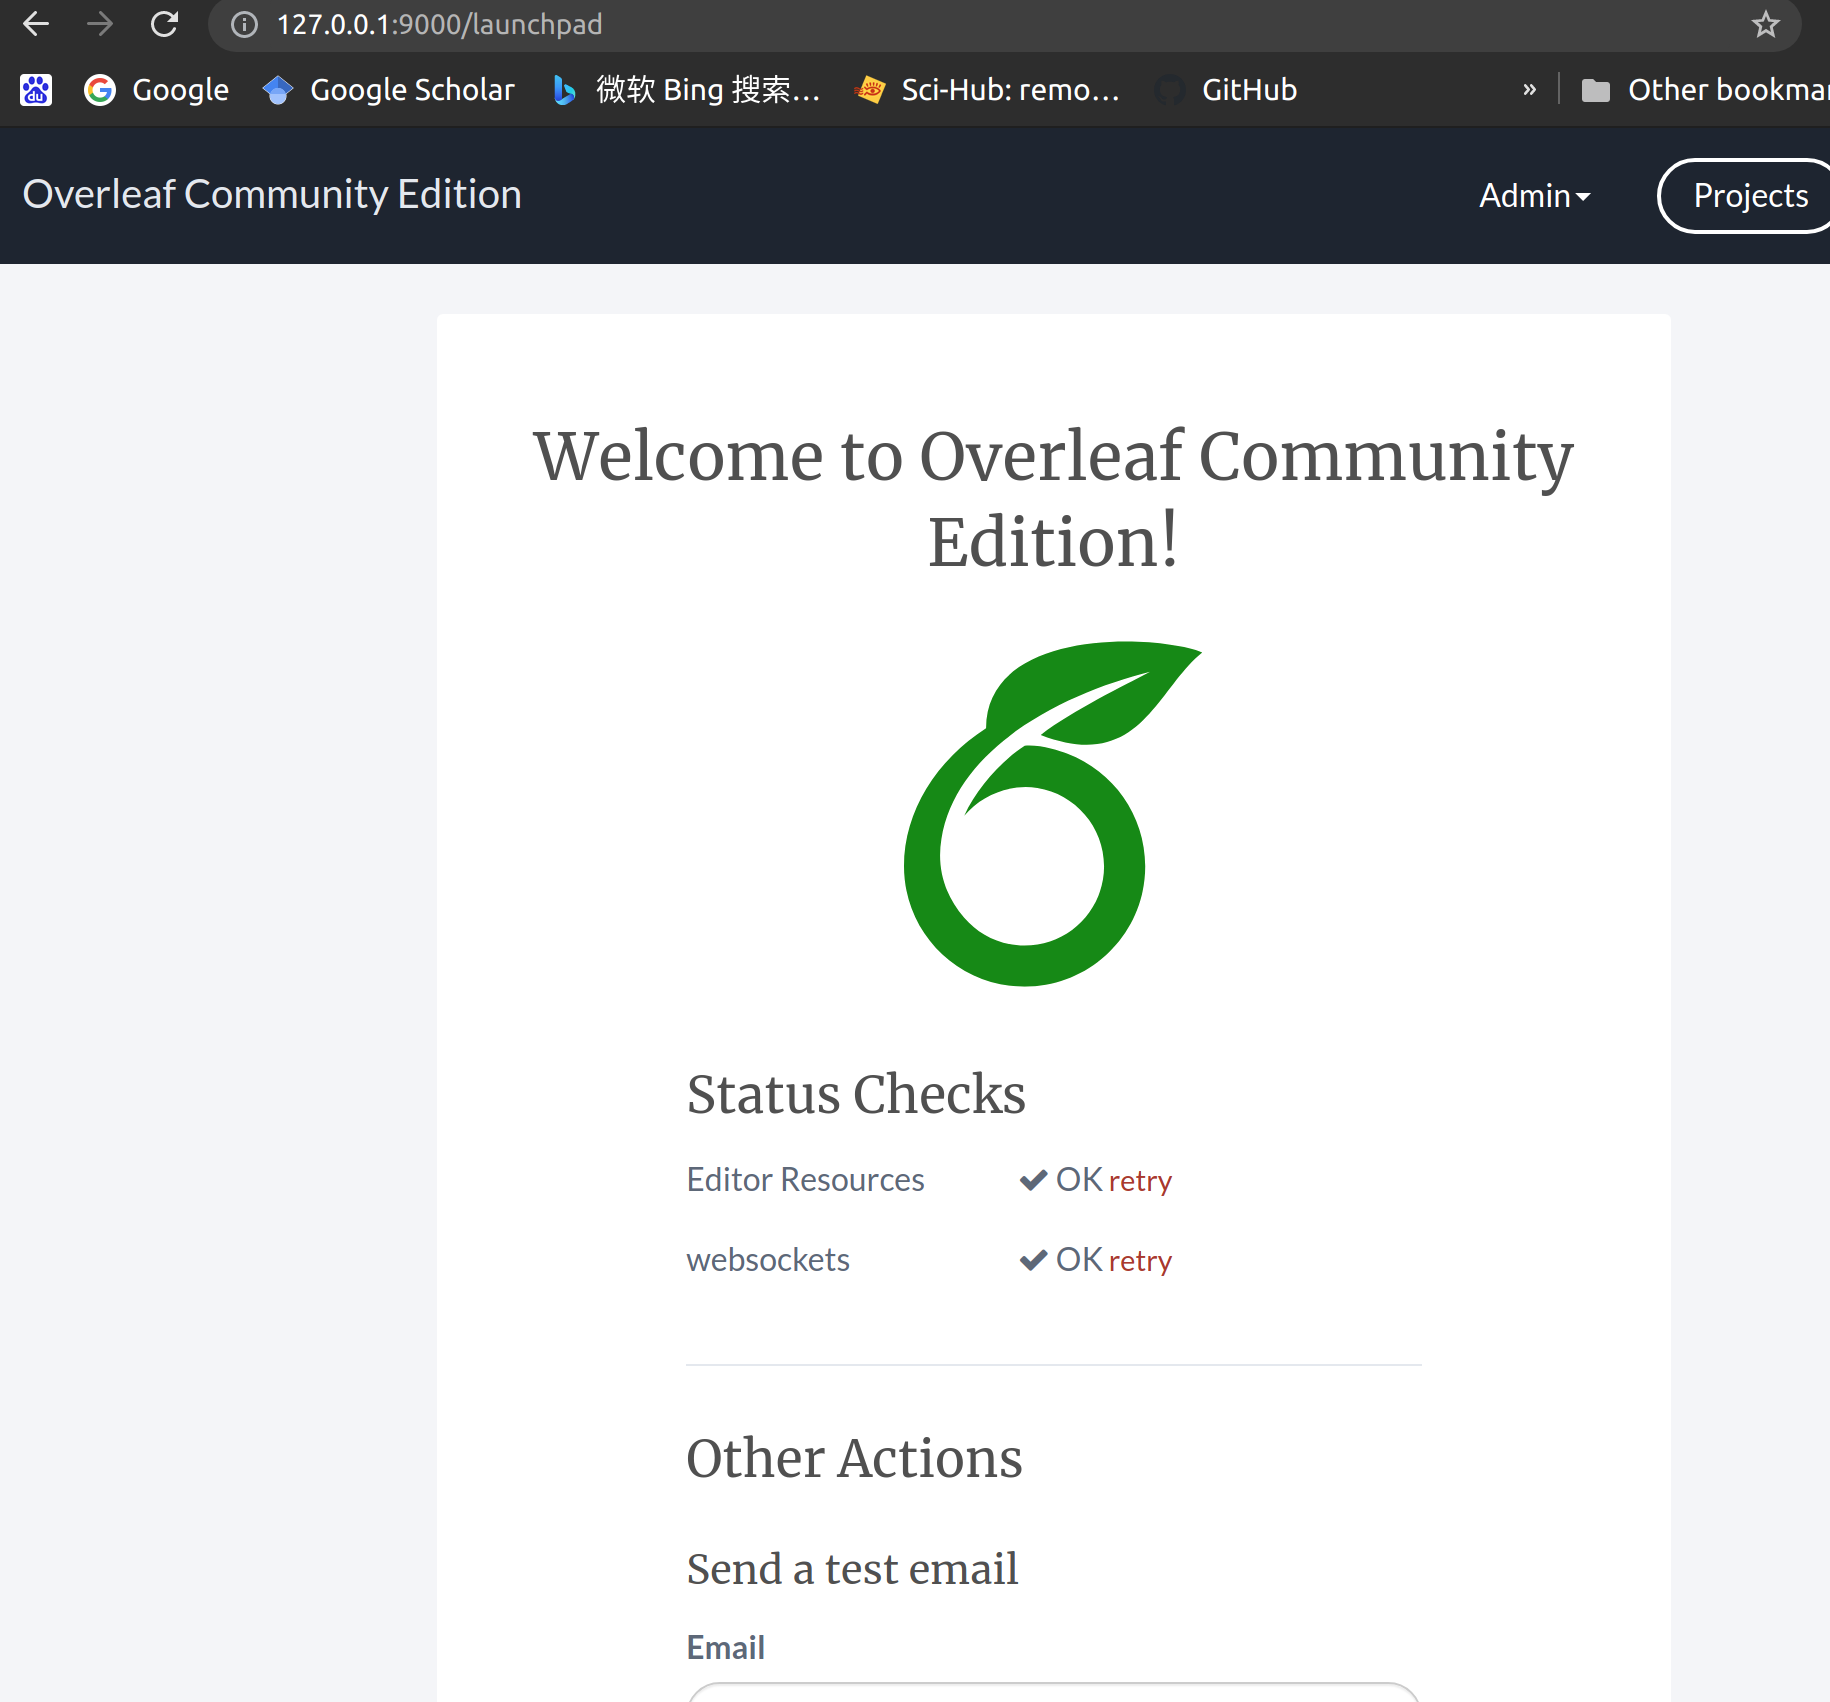 127.0.0.1:9000/launchpad
du Google Google Scholar 微软 Bing 搜索... Sci-Hub: remo... GitHub » Other bookmar
Overleaf Community Edition Admin Projects
Welcome to Overleaf Community
Edition!
Status Checks
Editor Resources OK retry
websockets OK retry
Other Actions
Send a test email
Email